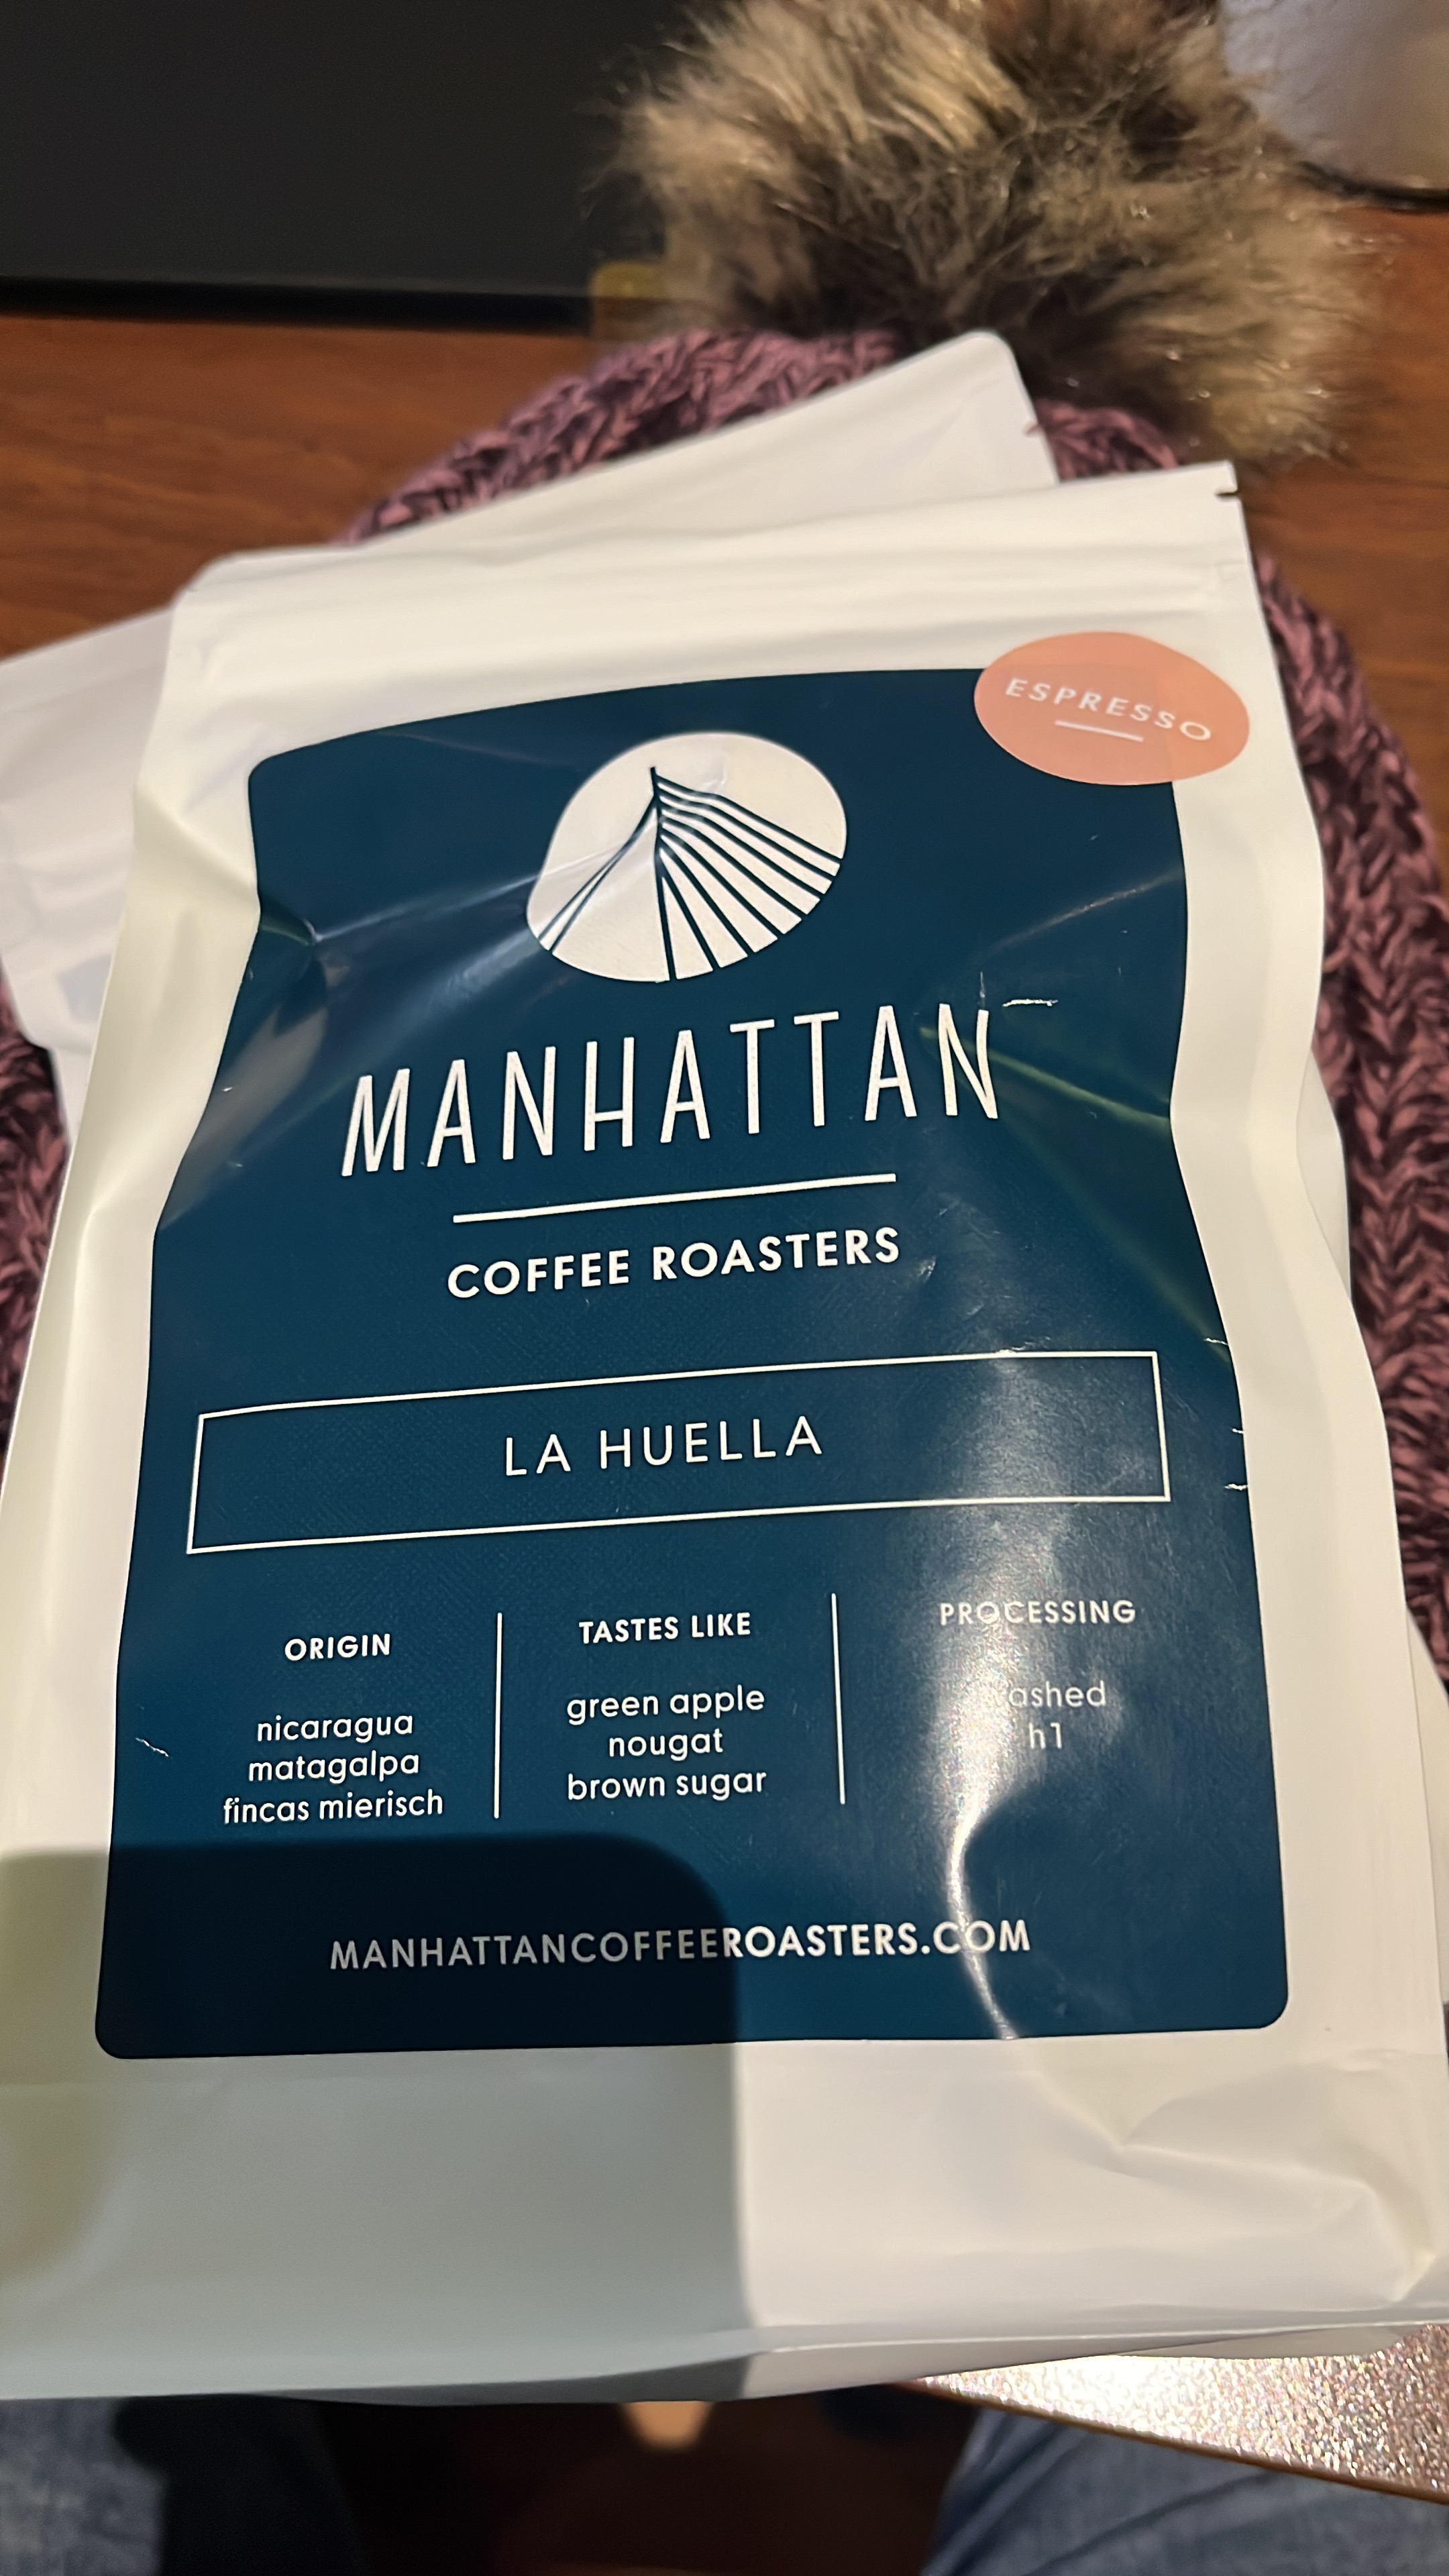 ESPRESSO
MANHATTAN
COFFEE ROASTERS
LA HUELLA
ORIGIN
nicaragua
matagalpa
fincas mierisch
TASTES LIKE
green apple
nougat
brown sugar
PROCESSING
washed
h1
MANHATTANCOFFEEROASTERS.COM